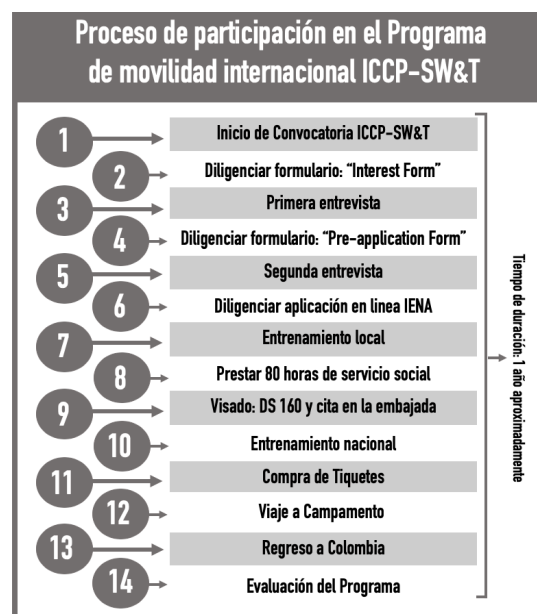 Proceso de participación en el Programa
de movilidad internacional ICCP-SW&T
1 Inicio de Convocatoria ICCP-SW&T
2 Diligenciar formulario: “Interest Form”
3 Primera entrevista
4 Diligenciar formulario: “Pre-application Form”
5 Segunda entrevista
6 Diligenciar aplicación en linea IENA
7 Entrenamiento local
8 Prestar 80 horas de servicio social
9 Visado: DS 160 y cita en la embajada
10 Entrenamiento nacional
11 Compra de Tiquetes
12 Viaje a Campamento
13 Regreso a Colombia
14 Evaluación del Programa
Tiempo de duración: 1 año aproximadamente